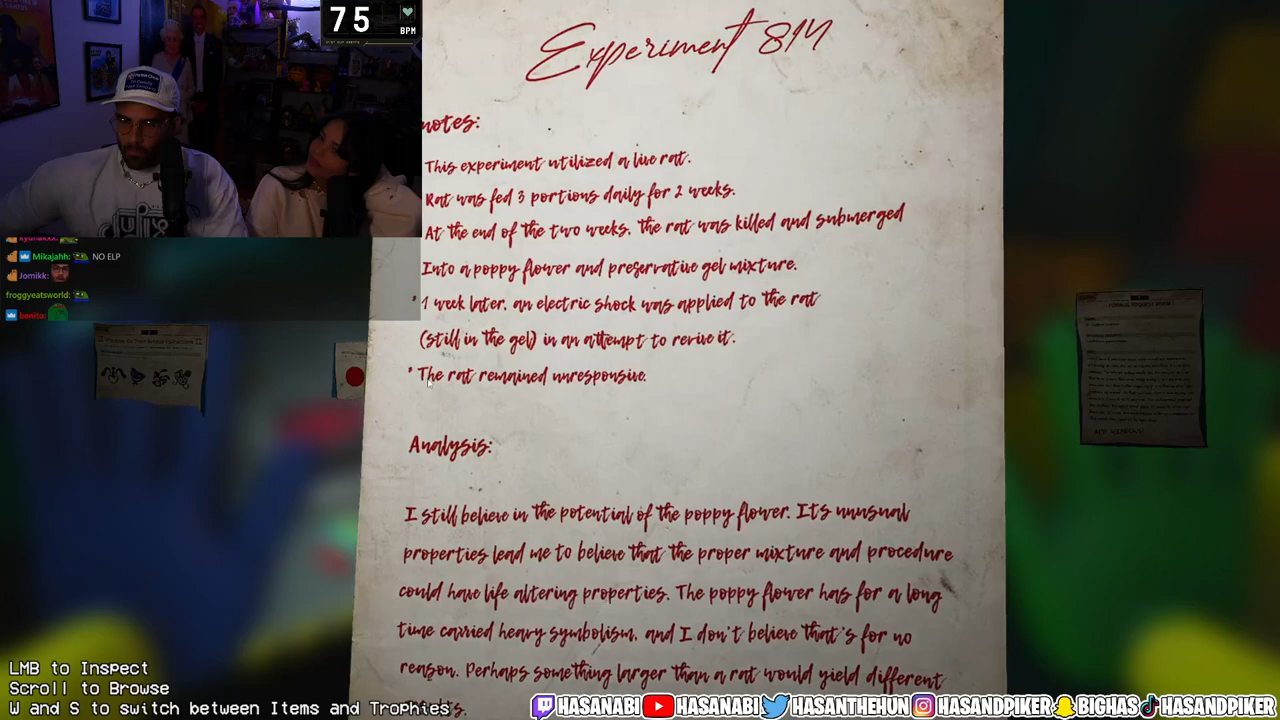 75
BPM
Mikajahh: NO ELP
Jomikk:
froggyeatsworld:
benito:
Experiment 814
notes:
This experiment utilized a live rat.
Rat was fed 3 portions daily for 2 weeks.
At the end of the two weeks, the rat was killed and submerged
Into a poppy flower and preservative gel mixture.
* 1 week later, an electric shock was applied to the rat
(still in the gel) in an attempt to revive it.
* The rat remained unresponsive.
Analysis:
I still believe in the potential of the poppy flower. Its unusual
properties lead me to believe that the proper mixture and procedure
could have life altering properties. The poppy flower has for a long
time carried heavy symbolism, and I don't believe that's for no
reason. Perhaps something larger than a rat would yield different
LMB to Inspect
Scroll to Browse
W and S to switch between Items and Trophies
HASANABI HASANABI HASANTHEHUN HASANDPIKER BIGHAS HASANDPIKER